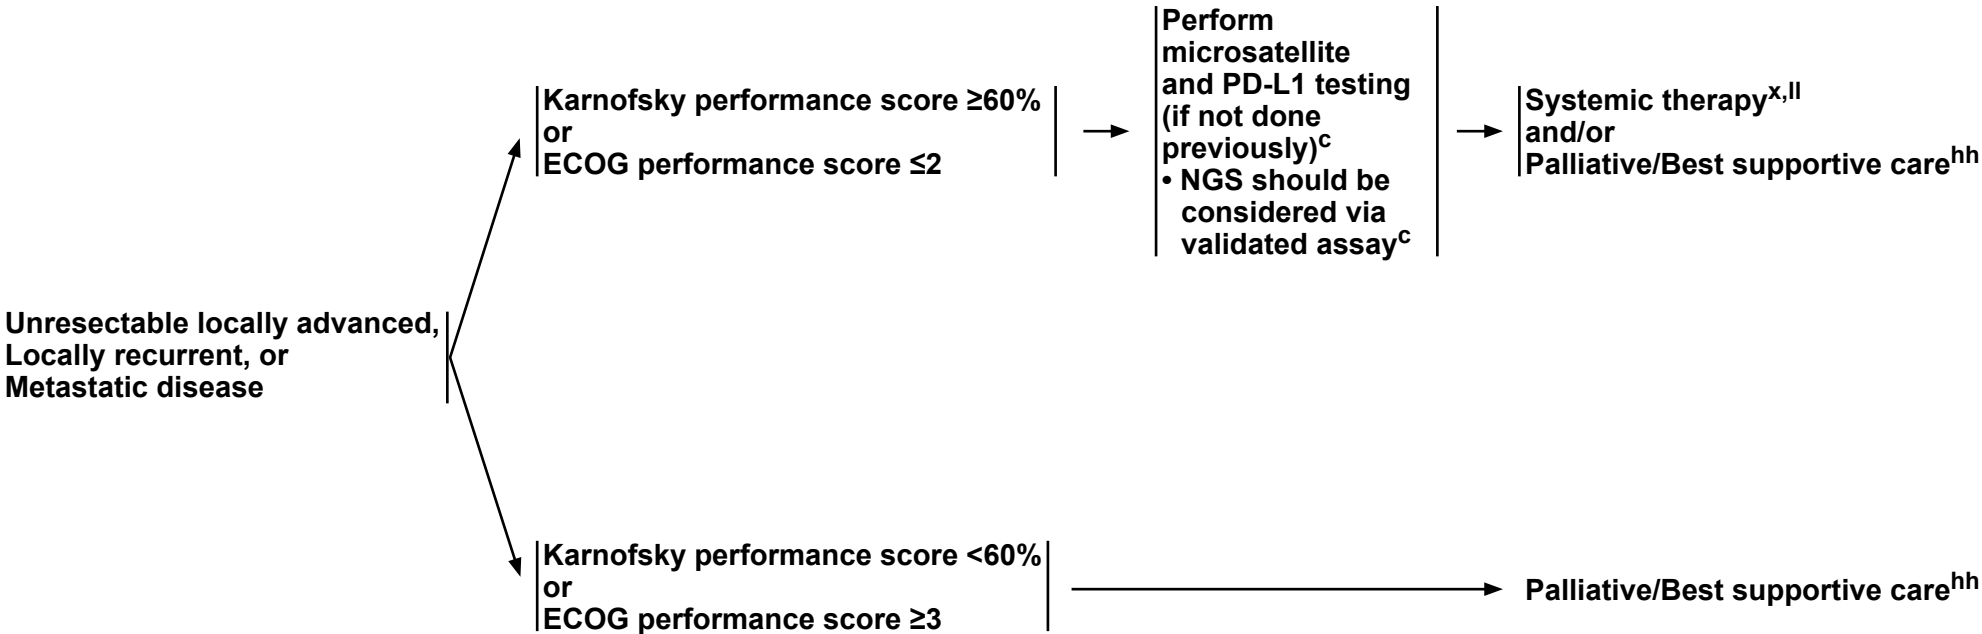 Unresectable locally advanced,
Locally recurrent, or
Metastatic disease
Karnofsky performance score ≥60%
or
ECOG performance score ≤2
Perform
microsatellite
and PD-L1 testing
(if not done
previously)c
• NGS should be
considered via
validated assayc
Systemic therapyx,ll
and/or
Palliative/Best supportive carehh
Karnofsky performance score <60%
or
ECOG performance score ≥3
Palliative/Best supportive carehh